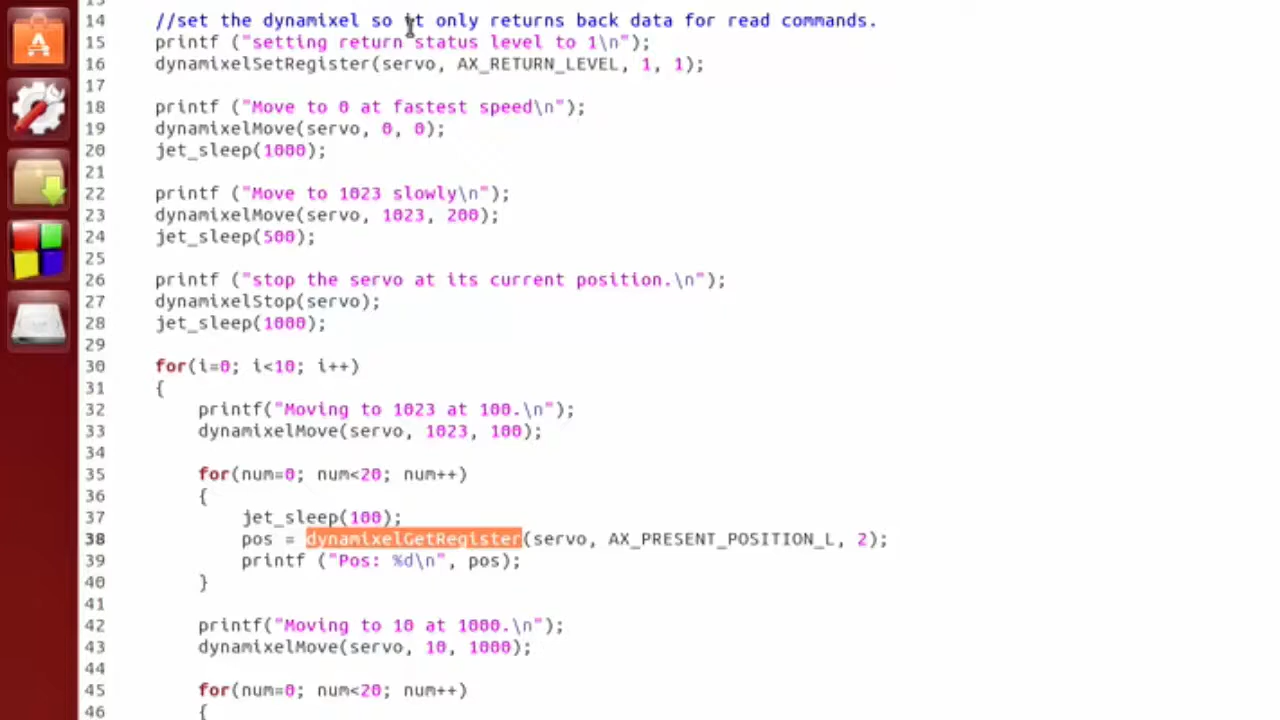 14 //set the dynamixel so it only returns back data for read commands.
15 printf ("setting return status level to 1\n");
16 dynamixelSetRegister(servo, AX_RETURN_LEVEL, 1, 1);
17
18 printf ("Move to 0 at fastest speed\n");
19 dynamixelMove(servo, 0, 0);
20 jet_sleep(1000);
21
22 printf ("Move to 1023 slowly\n");
23 dynamixelMove(servo, 1023, 200);
24 jet_sleep(500);
25
26 printf ("stop the servo at its current position.\n");
27 dynamixelStop(servo);
28 jet_sleep(1000);
29
30 for(i=0; i<10; i++)
31 {
32 printf("Moving to 1023 at 100.\n");
33 dynamixelMove(servo, 1023, 100);
34
35 for(num=0; num<20; num++)
36 {
37 jet_sleep(100);
38 pos = dynamixelGetRegister(servo, AX_PRESENT_POSITION_L, 2);
39 printf ("Pos: %d\n", pos);
40 }
41
42 printf("Moving to 10 at 1000.\n");
43 dynamixelMove(servo, 10, 1000);
44
45 for(num=0; num<20; num++)
46 {